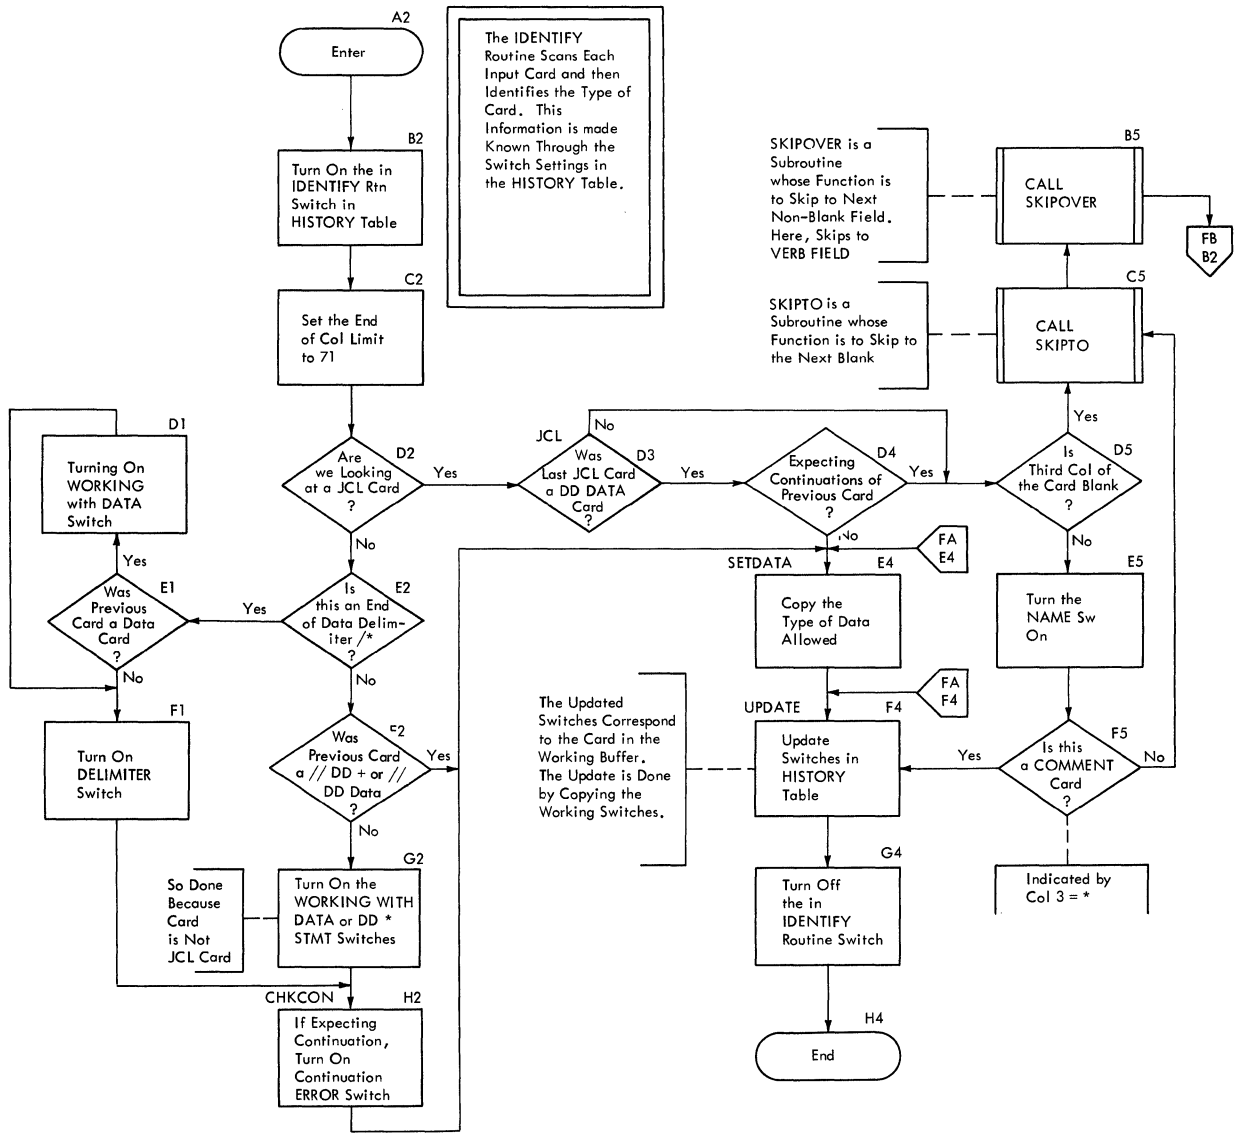 A2
Enter
The IDENTIFY
Routine Scans Each
Input Card and then
Identifies the Type of
Card. This
Information is made
Known Through the
Switch Settings in
the HISTORY Table.
B2
Turn On the in
IDENTIFY Rtn
Switch in
HISTORY Table
SKIPOVER is a
Subroutine
whose Function is
to Skip to Next
Non-Blank Field.
Here, Skips to
VERB FIELD
B5
CALL
SKIPOVER
FB
B2
C2
Set the End
of Col Limit
to 71
SKIPTO is a
Subroutine whose
Function is to Skip to
the Next Blank
C5
CALL
SKIPTO
D1
Turning On
WORKING
with DATA
Switch
D2
Are
we Looking
at a JCL Card
?
Yes
No
JCL
D3
Was
Last JCL Card
a DD DATA
Card
?
No
Yes
D4
Expecting
Continuations of
Previous Card
?
Yes
No
D5
Is
Third Col of
the Card Blank
?
Yes
No
E1
Was
Previous
Card a Data
Card
?
Yes
No
E2
Is
this an End
of Data Delim-
iter /*
?
Yes
No
FA
E4
SETDATA
E4
Copy the
Type of Data
Allowed
E5
Turn the
NAME Sw
On
F1
Turn On
DELIMITER
Switch
F2
Was
Previous Card
a // DD + or //
DD Data
?
Yes
No
The Updated
Switches Correspond
to the Card in the
Working Buffer.
The Update is Done
by Copying the
Working Switches.
FA
F4
UPDATE
F4
Update
Switches in
HISTORY
Table
F5
Is this
a COMMENT
Card
?
Yes
No
Indicated by
Col 3 = *
So Done
Because
Card
is Not
JCL Card
G2
Turn On the
WORKING WITH
DATA or DD *
STMT Switches
G4
Turn Off
the in
IDENTIFY
Routine Switch
CHKCON
H2
If Expecting
Continuation,
Turn On
Continuation
ERROR Switch
H4
End